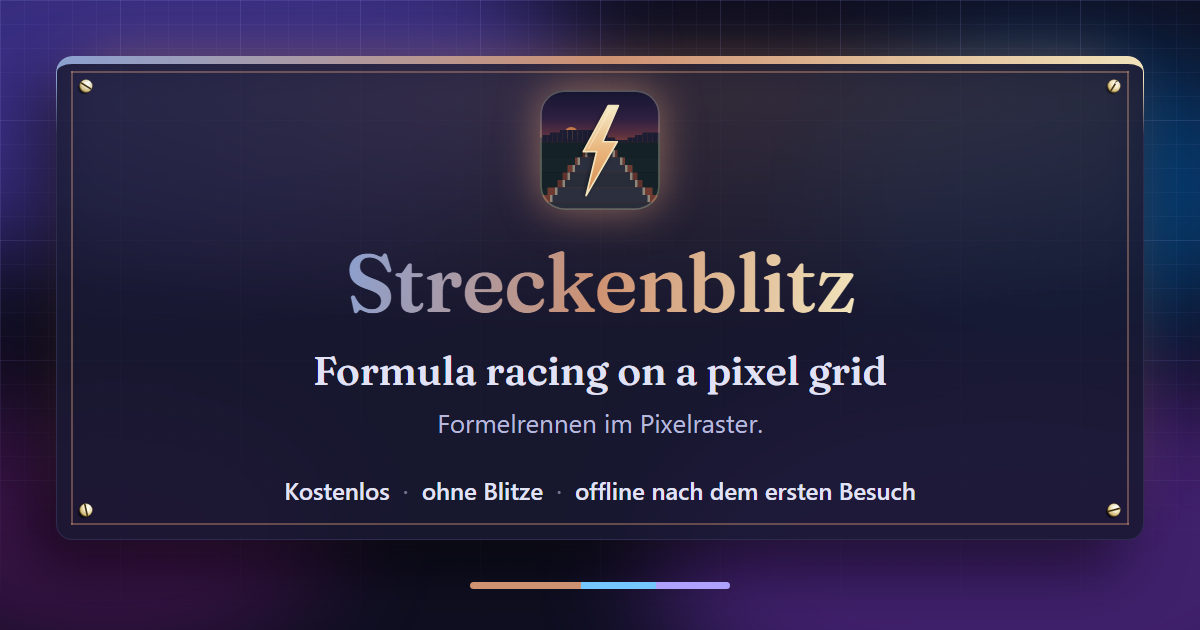 Streckenblitz
Formula racing on a pixel grid
Formelrennen im Pixelraster.
Kostenlos · ohne Blitze · offline nach dem ersten Besuch